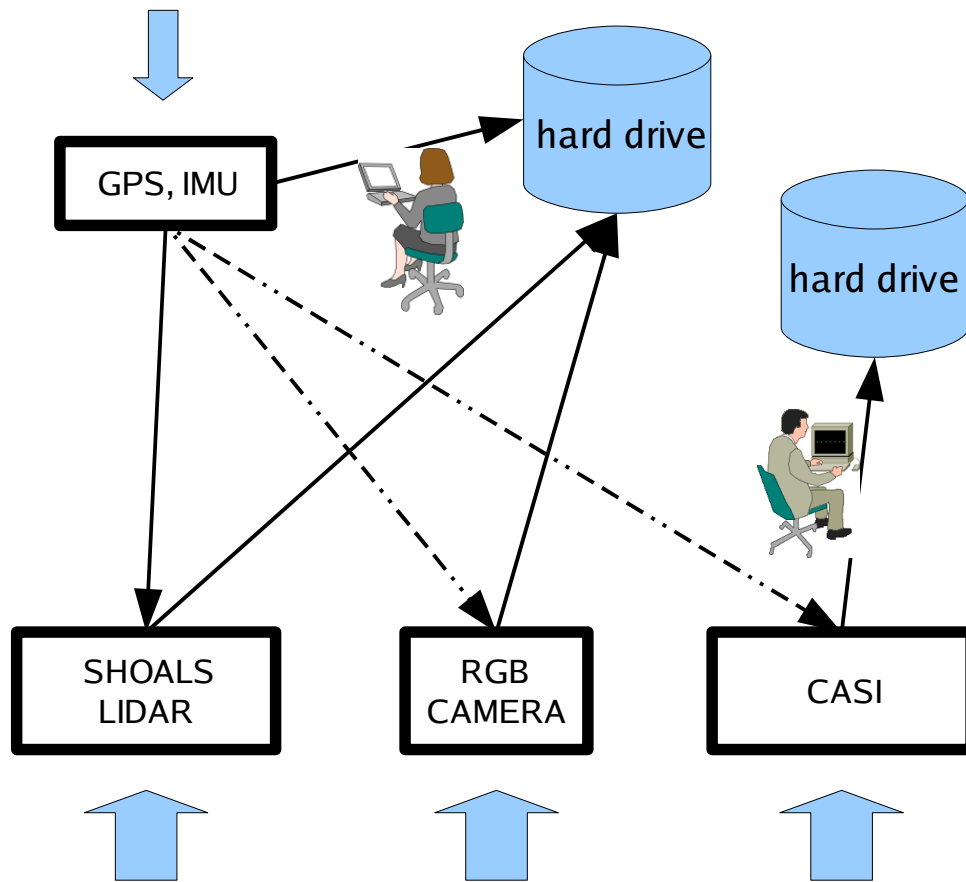 hard drive
GPS, IMU
hard drive
SHOALS
LIDAR
RGB
CAMERA
CASI